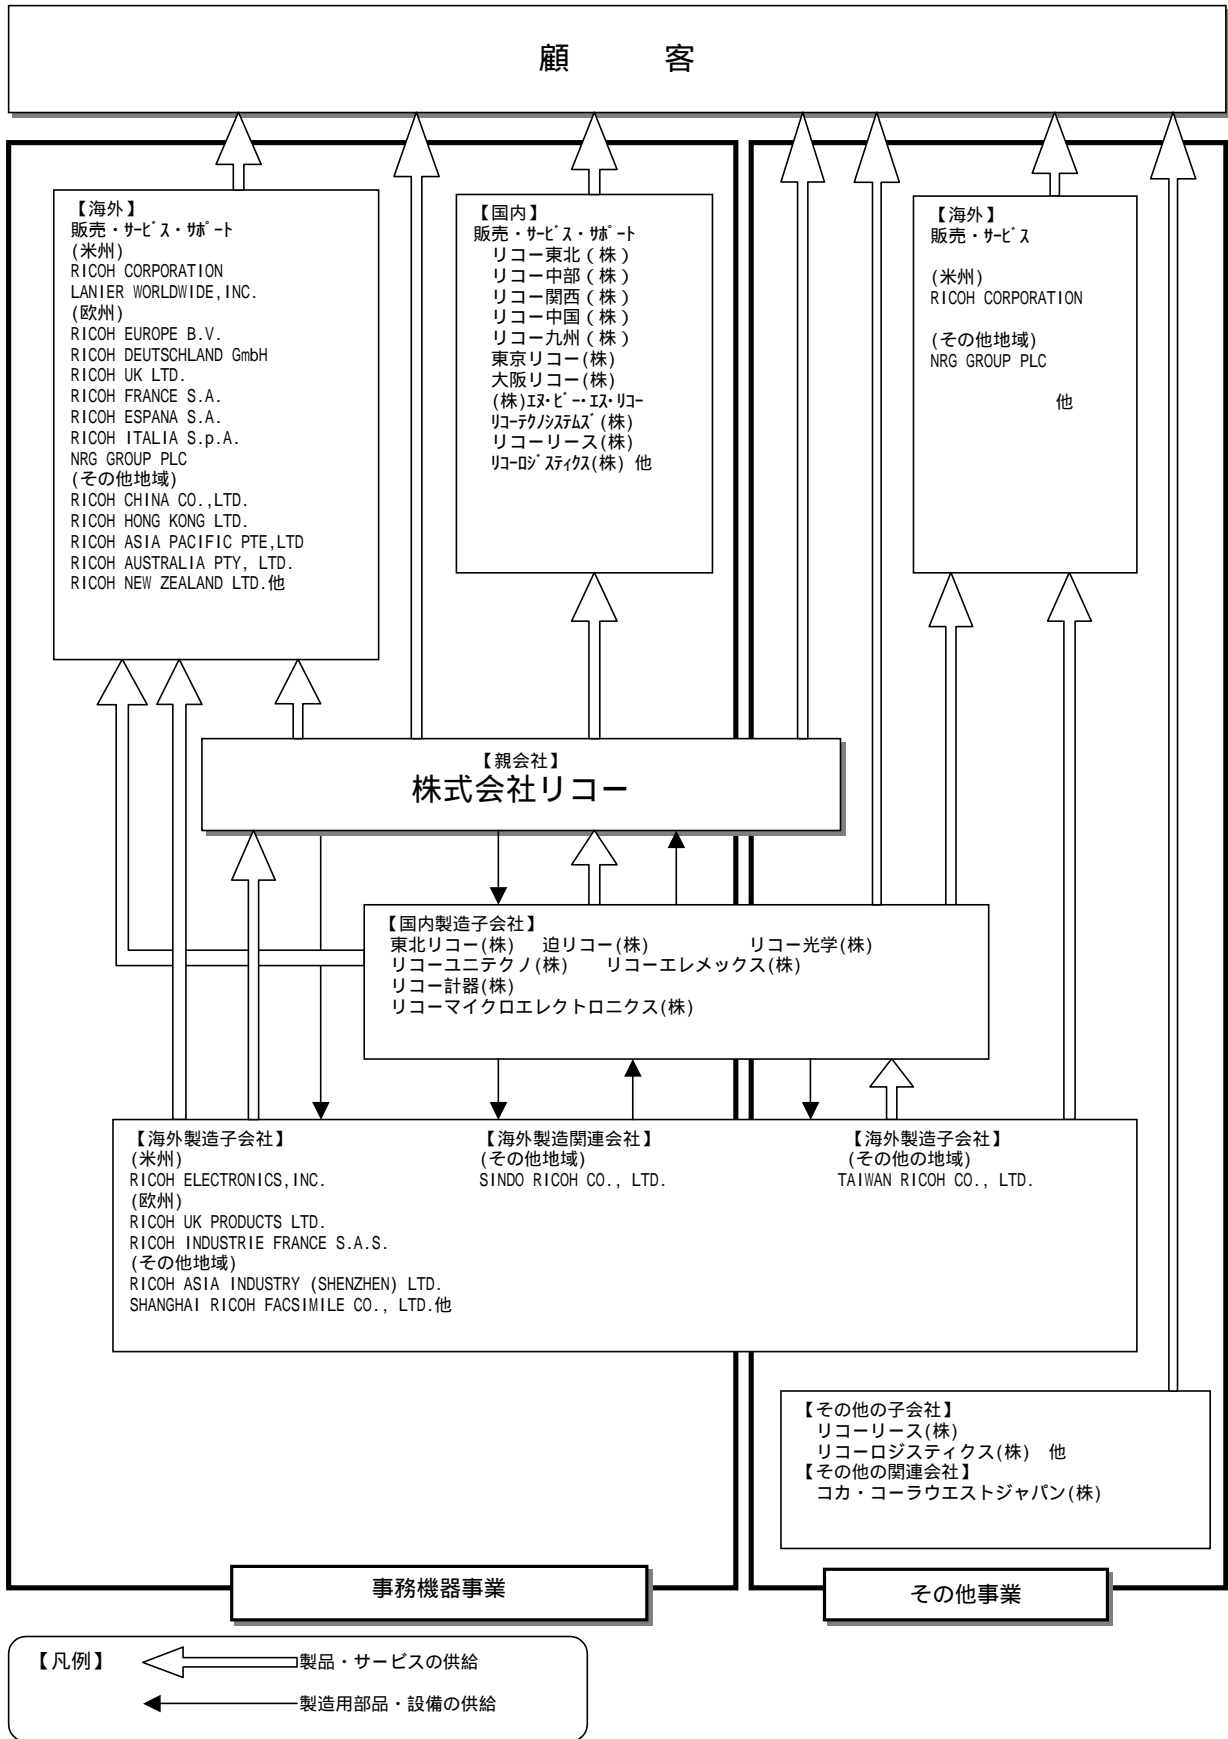 顧 客
【海外】
販売・ｻｰﾋﾞｽ・ｻﾎﾟｰﾄ
(米州)
RICOH CORPORATION
LANIER WORLDWIDE,INC.
(欧州)
RICOH EUROPE B.V.
RICOH DEUTSCHLAND GmbH
RICOH UK LTD.
RICOH FRANCE S.A.
RICOH ESPANA S.A.
RICOH ITALIA S.p.A.
NRG GROUP PLC
(その他地域)
RICOH CHINA CO.,LTD.
RICOH HONG KONG LTD.
RICOH ASIA PACIFIC PTE,LTD
RICOH AUSTRALIA PTY, LTD.
RICOH NEW ZEALAND LTD.他
【国内】
販売・ｻｰﾋﾞｽ・ｻﾎﾟｰﾄ
リコー東北（株）
リコー中部（株）
リコー関西（株）
リコー中国（株）
リコー九州（株）
東京リコー(株)
大阪リコー(株)
(株)ｴﾇ・ﾋﾞｰ・ｴｽ・ﾘｺｰ
ﾘｺｰﾃｸﾉｼｽﾃﾑｽﾞ(株)
リコーリース(株)
ﾘｺｰﾛｼﾞｽﾃｨｸｽ(株) 他
【海外】
販売・ｻｰﾋﾞｽ
(米州)
RICOH CORPORATION
(その他地域)
NRG GROUP PLC
他
【親会社】
株式会社リコー
【国内製造子会社】
東北リコー(株) 迫リコー(株) リコー光学(株)
リコーユニテクノ(株) リコーエレメックス(株)
リコー計器(株)
リコーマイクロエレクトロニクス(株)
【海外製造子会社】
(米州)
RICOH ELECTRONICS,INC.
(欧州)
RICOH UK PRODUCTS LTD.
RICOH INDUSTRIE FRANCE S.A.S.
(その他地域)
RICOH ASIA INDUSTRY (SHENZHEN) LTD.
SHANGHAI RICOH FACSIMILE CO., LTD.他
【海外製造関連会社】
(その他地域)
SINDO RICOH CO., LTD.
【海外製造子会社】
(その他の地域)
TAIWAN RICOH CO., LTD.
【その他の子会社】
リコーリース(株)
リコーロジスティクス(株) 他
【その他の関連会社】
コカ・コーラウエストジャパン(株)
事務機器事業
その他事業
【凡例】
製品・サービスの供給
製造用部品・設備の供給